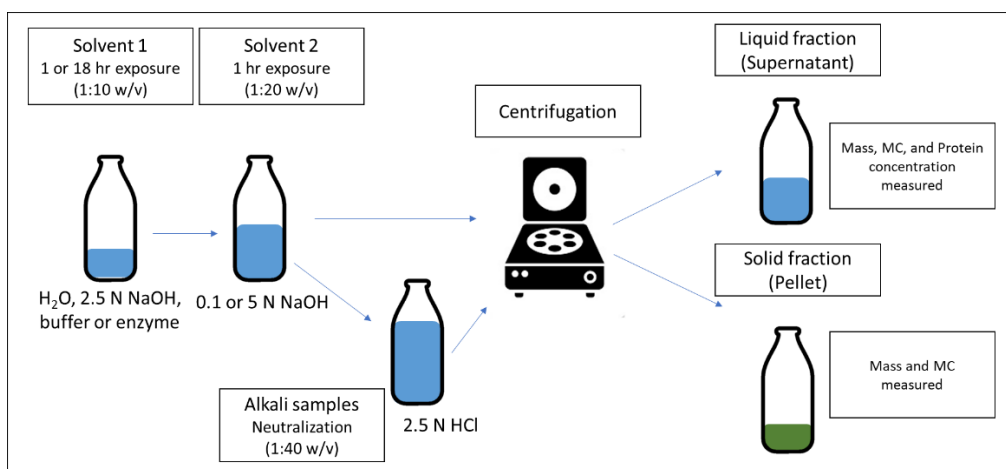 Solvent 1
1 or 18 hr exposure
(1:10 w/v)
Solvent 2
1 hr exposure
(1:20 w/v)
H₂O, 2.5 N NaOH,
buffer or enzyme
0.1 or 5 N NaOH
Alkali samples
Neutralization
(1:40 w/v)
2.5 N HCl
Centrifugation
Liquid fraction
(Supernatant)
Mass, MC, and Protein
concentration
measured
Solid fraction
(Pellet)
Mass and MC
measured